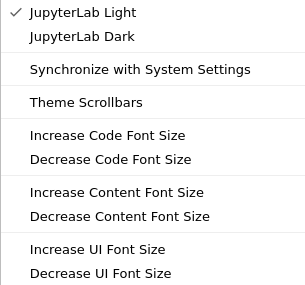 JupyterLab Light
JupyterLab Dark
Synchronize with System Settings
Theme Scrollbars
Increase Code Font Size
Decrease Code Font Size
Increase Content Font Size
Decrease Content Font Size
Increase UI Font Size
Decrease UI Font Size